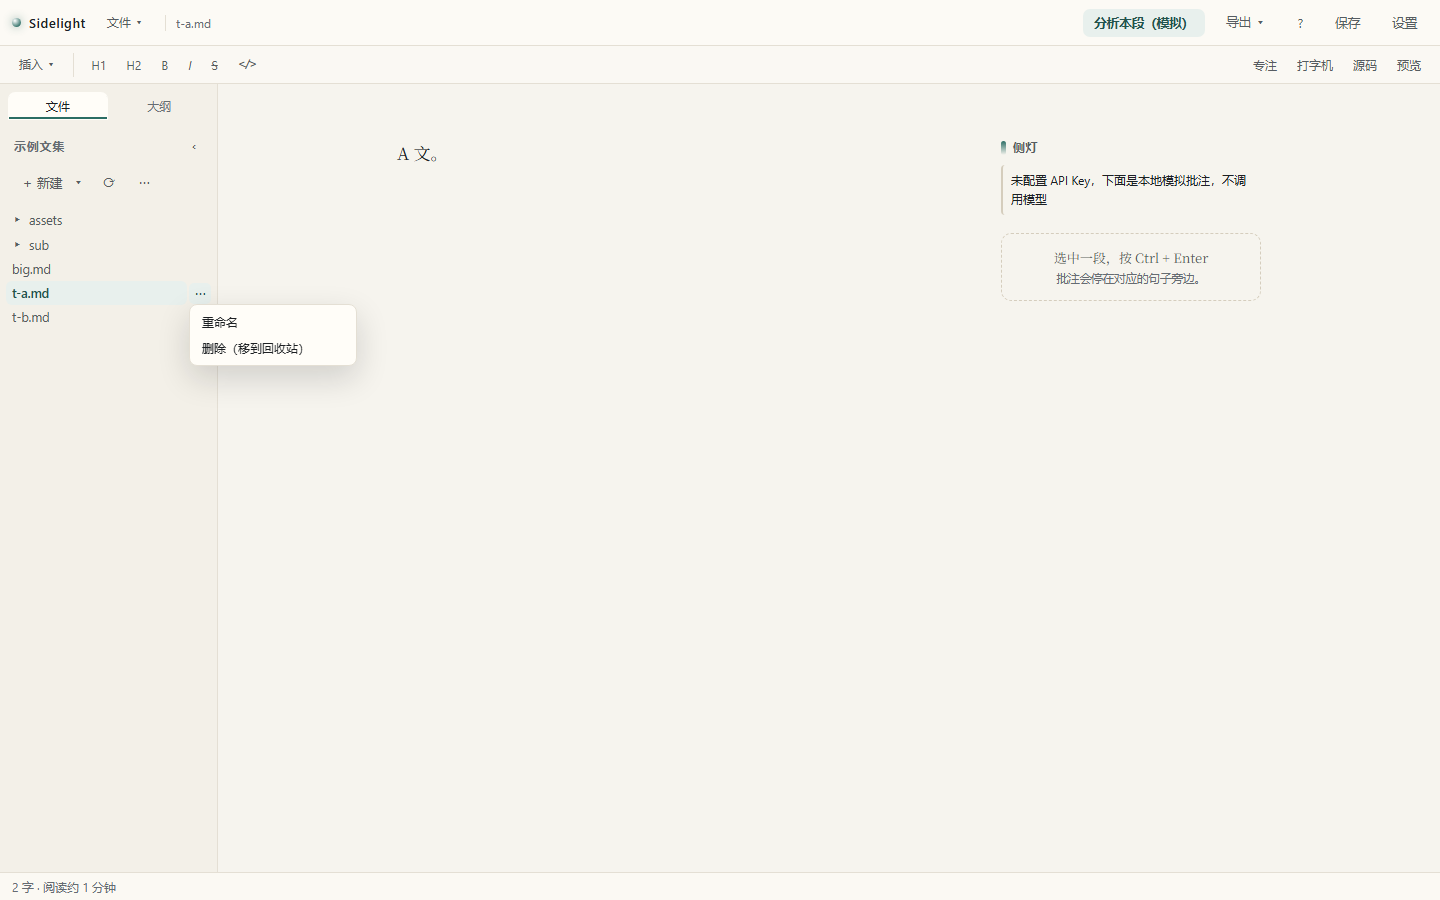 Sidelight 文件 t-a.md 分析本段（模拟） 导出 ? 保存 设置
插入 H1 H2 B I S </> 专注 打字机 源码 预览
文件 大纲
示例文集
+ 新建 ···
assets
sub
big.md
t-a.md ···
t-b.md
重命名
删除（移到回收站）
A 文。
侧灯
未配置 API Key，下面是本地模拟批注，不调
用模型
选中一段，按 Ctrl + Enter
批注会停在对应的句子旁边。
2 字 · 阅读约 1 分钟